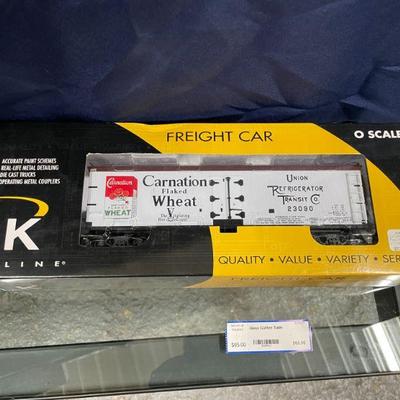 FREIGHT CAR
O SCALE
ACCURATE PAINT SCHEMES
REAL-LIFE METAL DETAILING
DIE CAST TRUCKS
OPERATING METAL COUPLERS
K
LINE
Carnation
WHEAT
Carnation
Flaked
Wheat
UNION
REFRIGERATOR
TRANSIT CO.
23090
QUALITY • VALUE • VARIETY • SER
$95.00